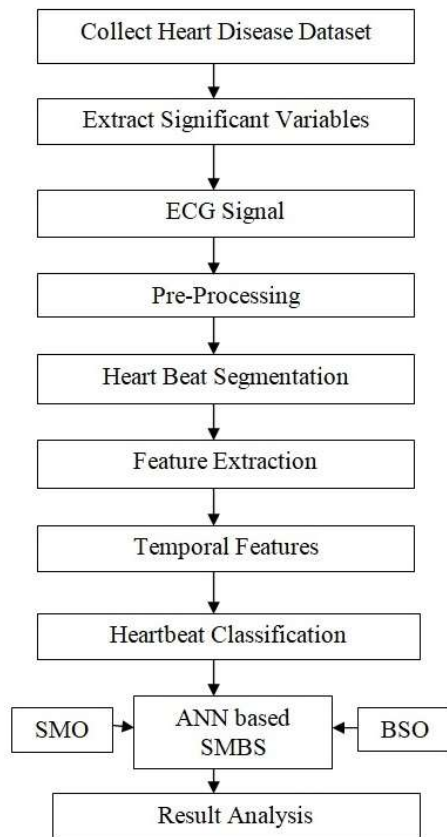 Collect Heart Disease Dataset
Extract Significant Variables
ECG Signal
Pre-Processing
Heart Beat Segmentation
Feature Extraction
Temporal Features
Heartbeat Classification
SMO
ANN based
SMBS
BSO
Result Analysis